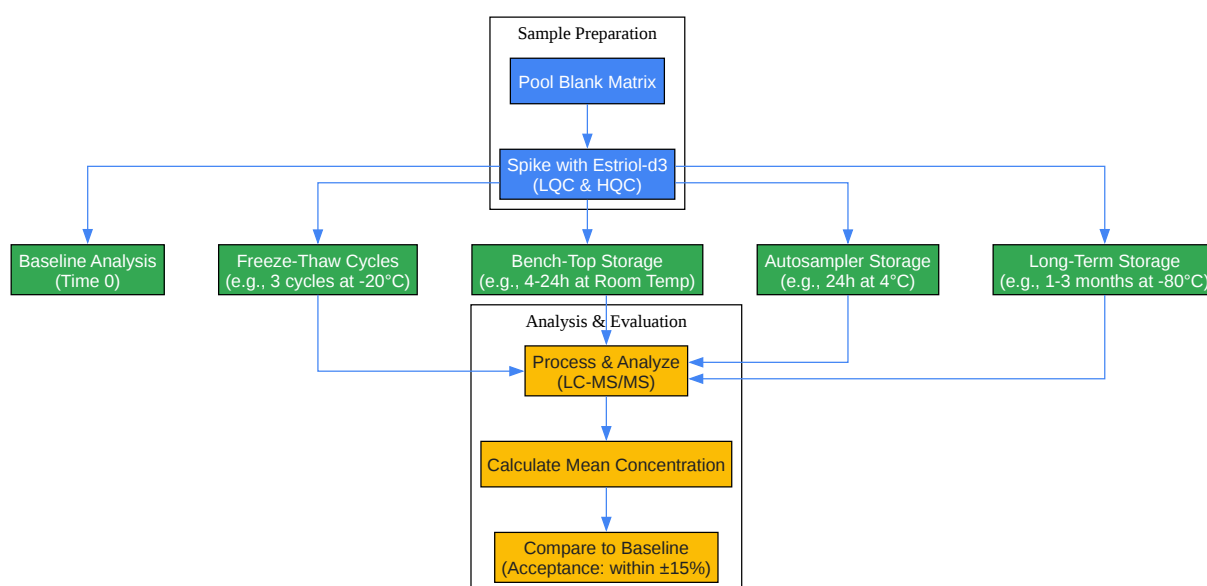 Sample Preparation
Pool Blank Matrix
Spike with Estriol-d3
(LQC & HQC)
Baseline Analysis
(Time 0)
Freeze-Thaw Cycles
(e.g., 3 cycles at -20°C)
Bench-Top Storage
(e.g., 4-24h at Room Temp)
Autosampler Storage
(e.g., 24h at 4°C)
Long-Term Storage
(e.g., 1-3 months at -80°C)
Analysis & Evaluation
Process & Analyze
(LC-MS/MS)
Calculate Mean Concentration
Compare to Baseline
(Acceptance: within ±15%)